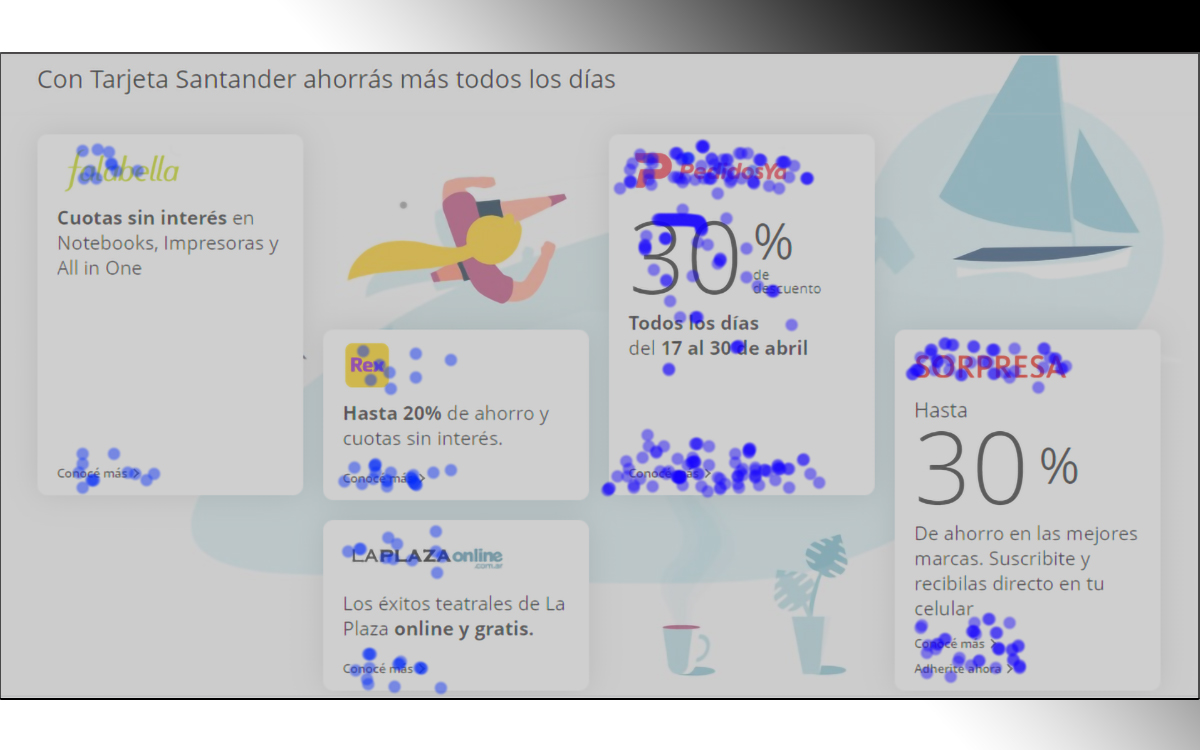 Con Tarjeta Santander ahorrás más todos los días
falabella
Cuotas sin interés en
Notebooks, Impresoras y
All in One
Conocé más
Rex
Hasta 20% de ahorro y
cuotas sin interés.
Conocé más
LAPLAZA online
.com.ar
Los éxitos teatrales de La
Plaza online y gratis.
Conocé más
PedidosYa
30%
de
descuento
Todos los días
del 17 al 30 de abril
Conocé más
SORPRESA
Hasta
30 %
De ahorro en las mejores
marcas. Suscribite y
recibilas directo en tu
celular
Conocé más
Adherite ahora